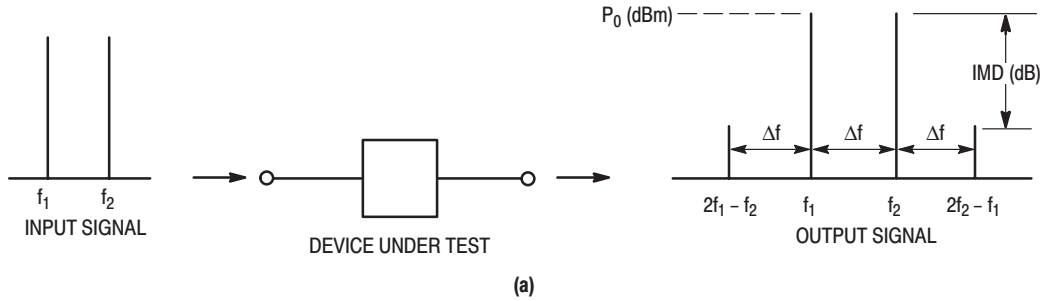 f₁ f₂
INPUT SIGNAL
DEVICE UNDER TEST
P₀ (dBm)
IMD (dB)
Δf Δf Δf
2f₁ – f₂ f₁ f₂ 2f₂ – f₁
OUTPUT SIGNAL
(a)